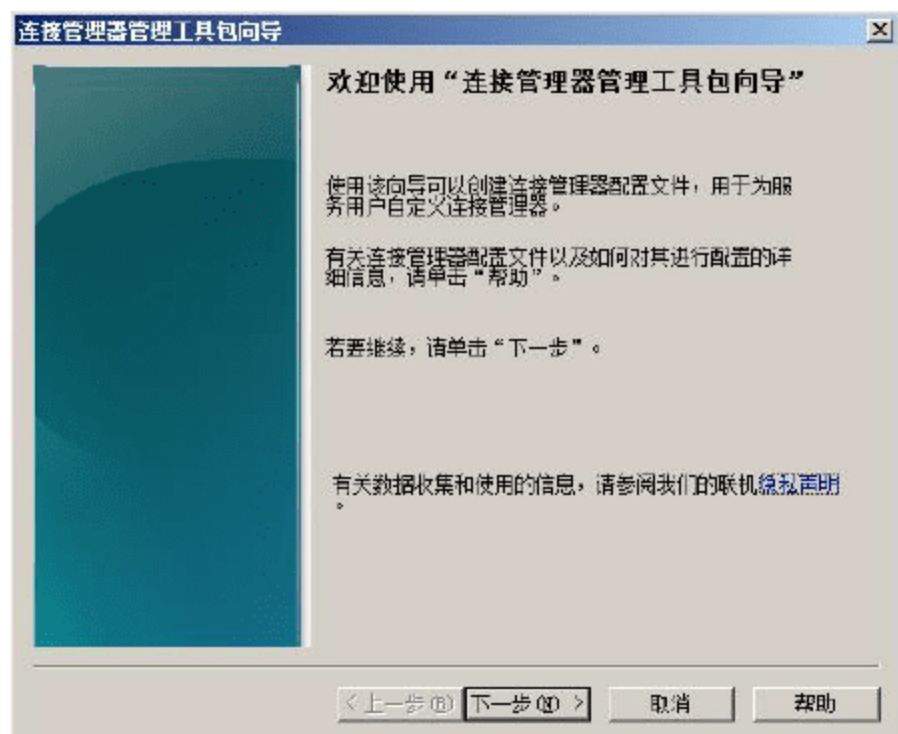 连接管理器管理工具包向导
欢迎使用“连接管理器管理工具包向导”
使用该向导可以创建连接管理器配置文件，用于为服
务用户自定义连接管理器。
有关连接管理器配置文件以及如何对其进行配置的详
细信息，请单击“帮助”。
若要继续，请单击“下一步”。
有关数据收集和使用的信息，请参阅我们的联机隐私声明
。
< 上一步(B) 下一步(N) > 取消 帮助